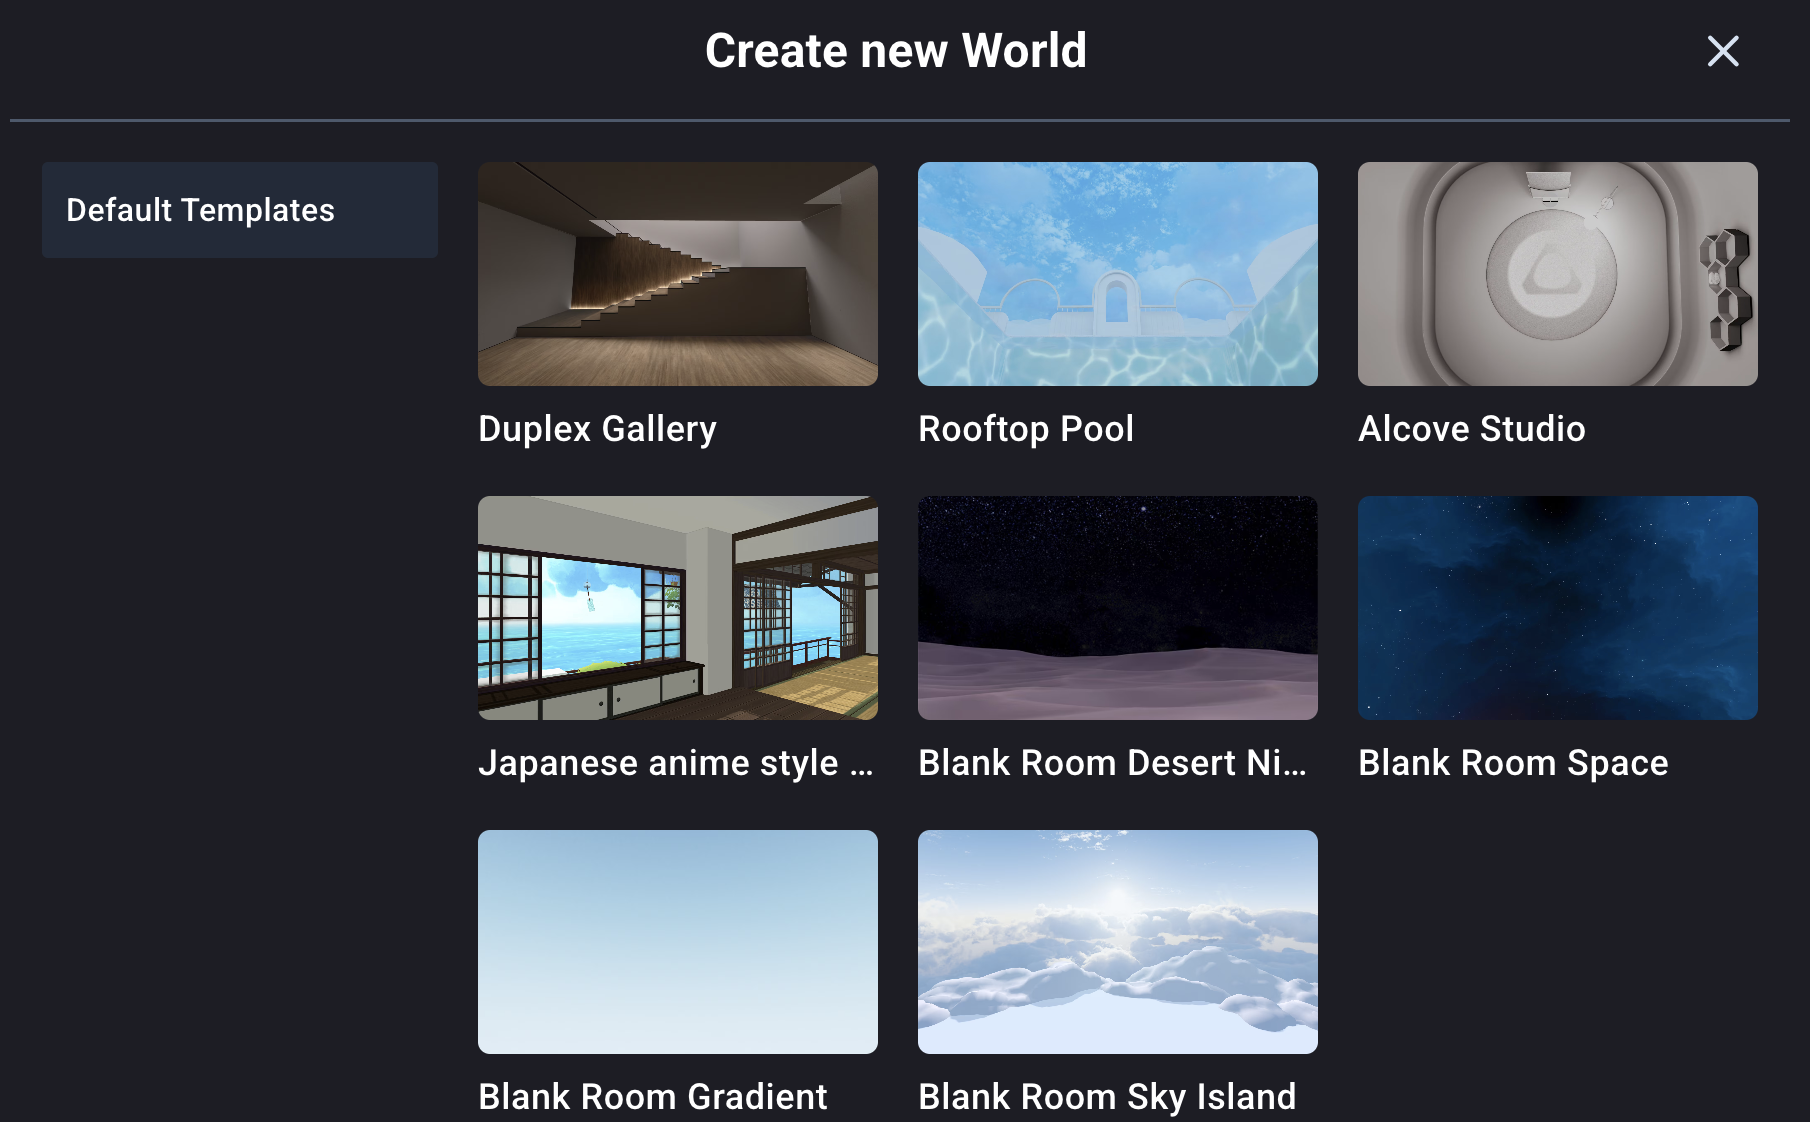 Create new World
Default Templates
Duplex Gallery
Rooftop Pool
Alcove Studio
Japanese anime style ...
Blank Room Desert Ni...
Blank Room Space
Blank Room Gradient
Blank Room Sky Island